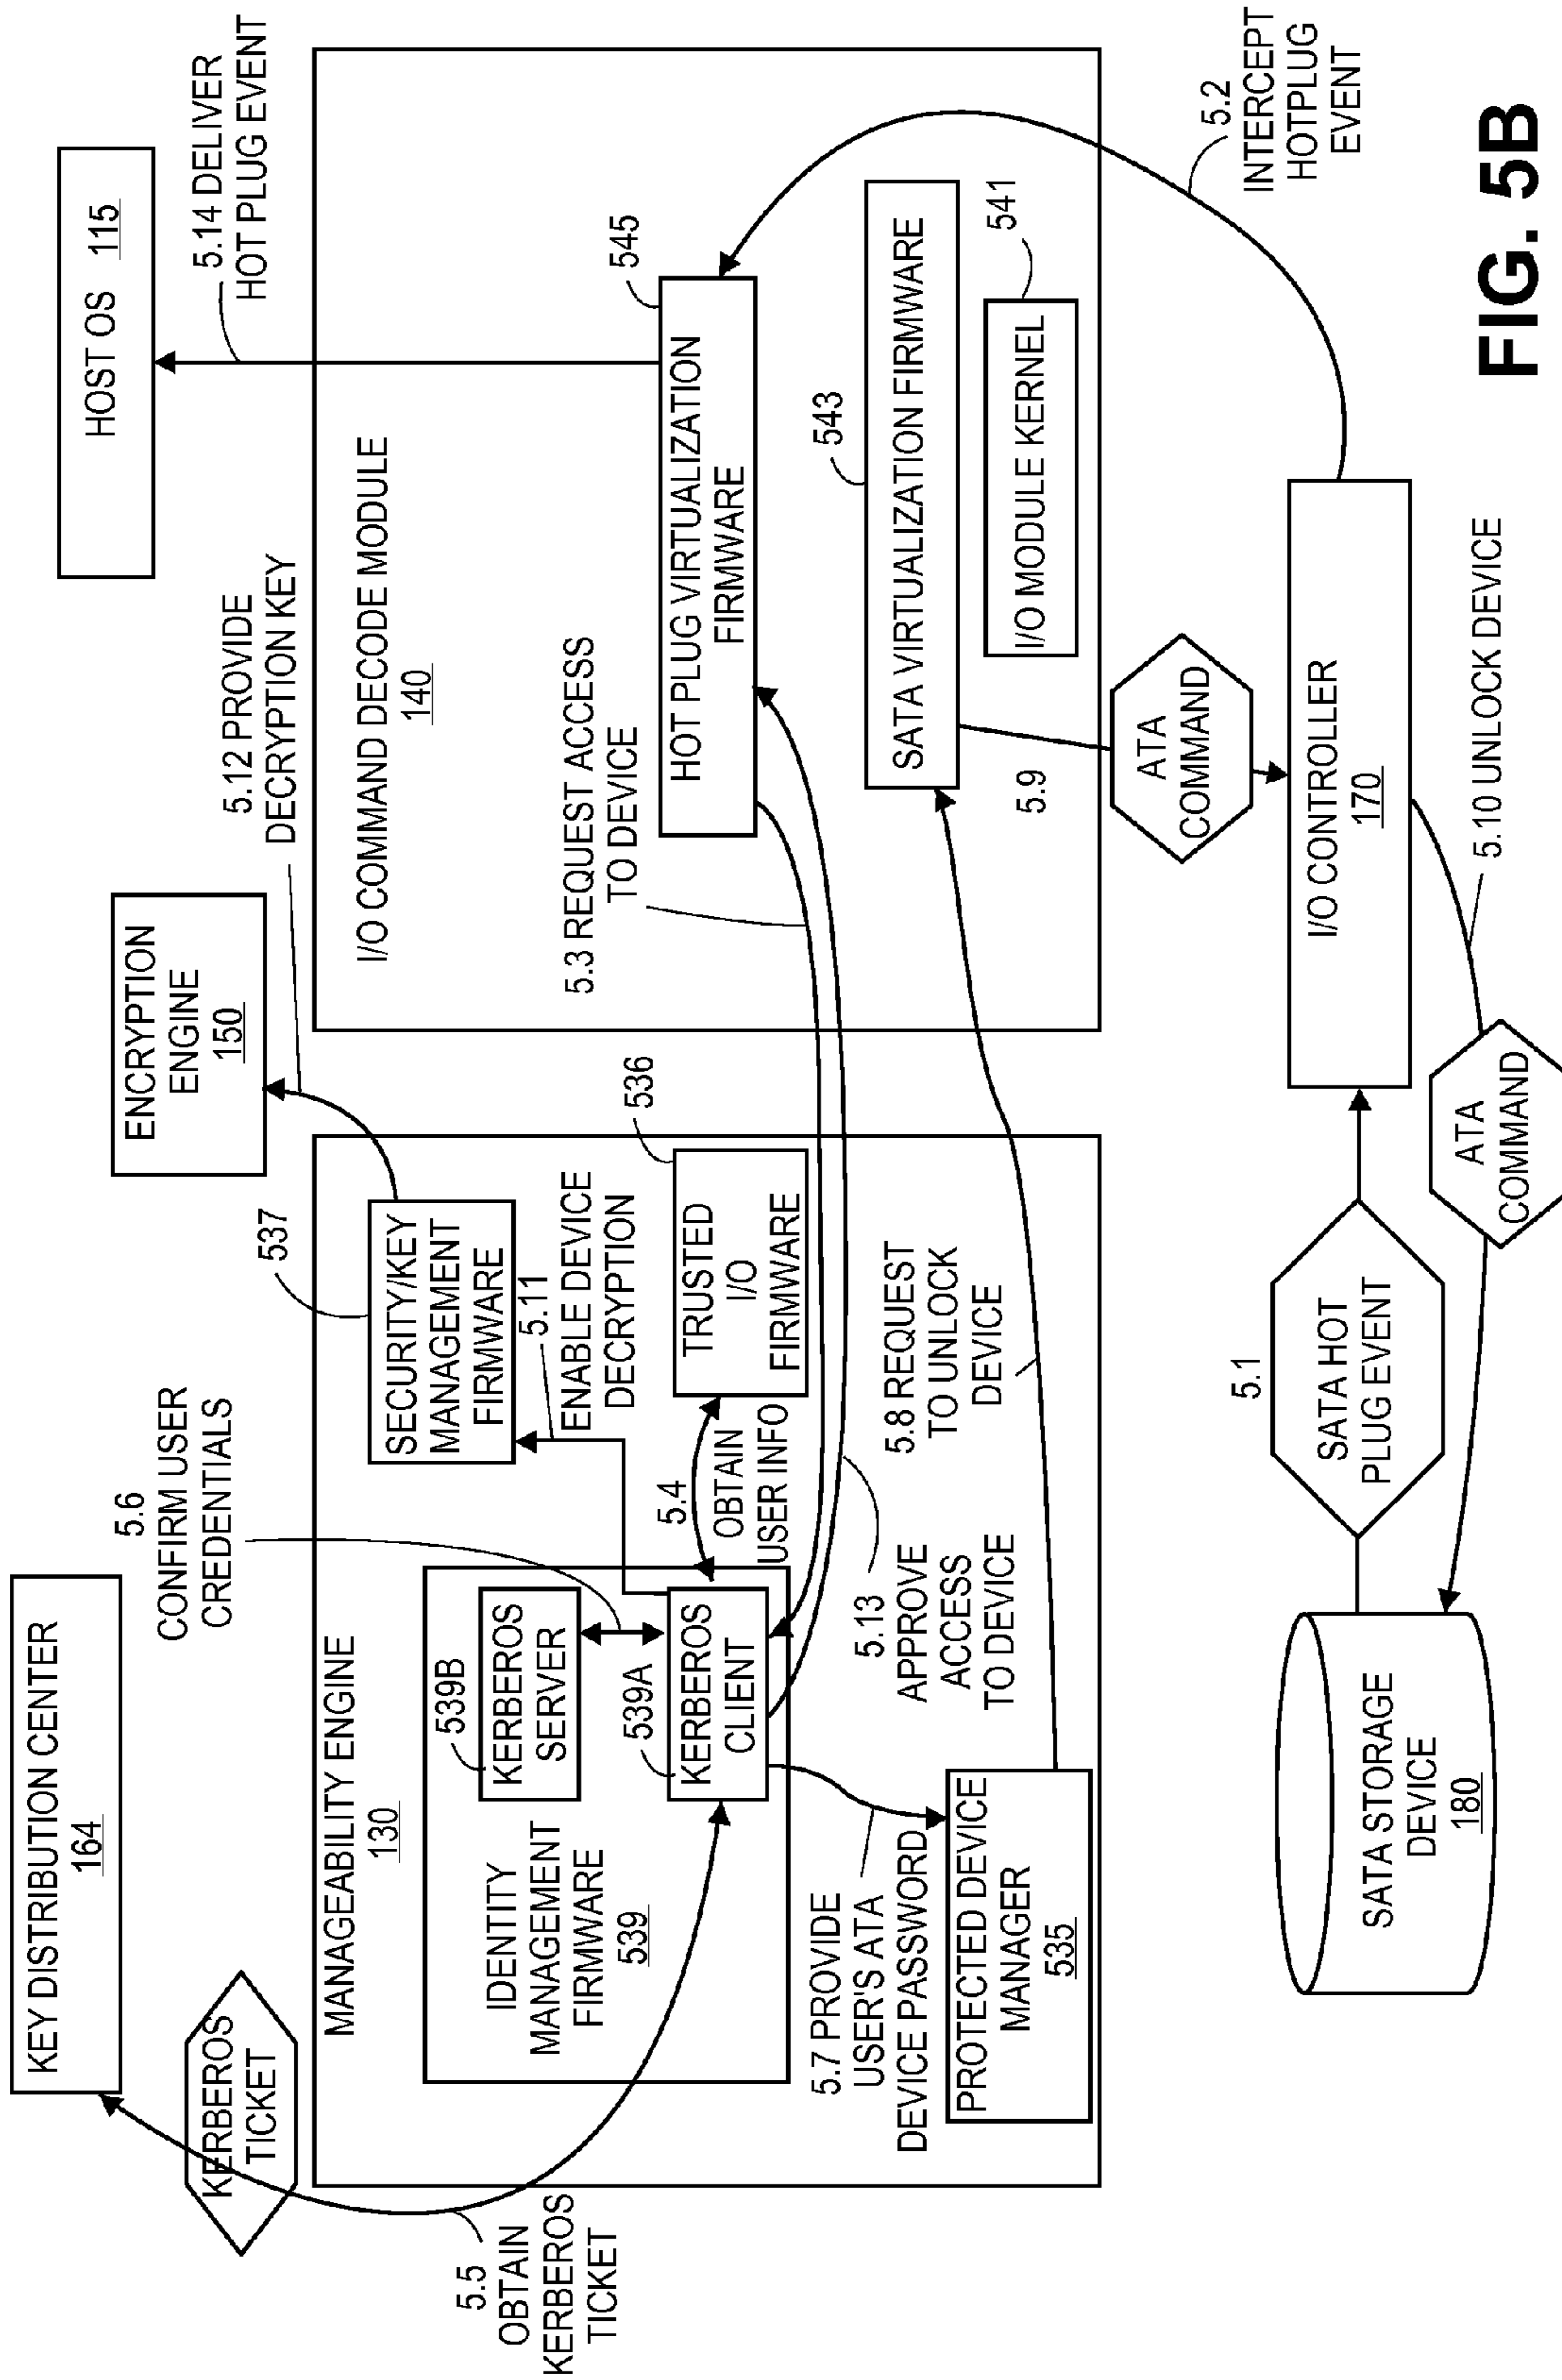 KEY DISTRIBUTION CENTER
164
KERBEROS
TICKET
5.5
OBTAIN
KERBEROS
TICKET
5.6
CONFIRM USER
CREDENTIALS
ENCRYPTION
ENGINE
150
5.12 PROVIDE
DECRYPTION KEY
HOST OS 115
5.14 DELIVER
HOT PLUG EVENT
MANAGEABILITY ENGINE
130
537
SECURITY/KEY
MANAGEMENT
FIRMWARE
5.11
ENABLE DEVICE
DECRYPTION
536
TRUSTED
I/O
FIRMWARE
5.4
OBTAIN
USER INFO
539B
KERBEROS
SERVER
539A
KERBEROS
CLIENT
IDENTITY
MANAGEMENT
FIRMWARE
539
5.7 PROVIDE
USER'S ATA
DEVICE PASSWORD
PROTECTED DEVICE
MANAGER
535
5.13
APPROVE
ACCESS
TO DEVICE
5.8 REQUEST
TO UNLOCK
DEVICE
I/O COMMAND DECODE MODULE
140
5.3 REQUEST ACCESS
TO DEVICE
545
HOT PLUG VIRTUALIZATION
FIRMWARE
543
SATA VIRTUALIZATION FIRMWARE
541
I/O MODULE KERNEL
5.2
INTERCEPT
HOTPLUG
EVENT
5.9
ATA
COMMAND
I/O CONTROLLER
170
5.10 UNLOCK DEVICE
ATA
COMMAND
5.1
SATA HOT
PLUG EVENT
SATA STORAGE
DEVICE
180
FIG. 5B